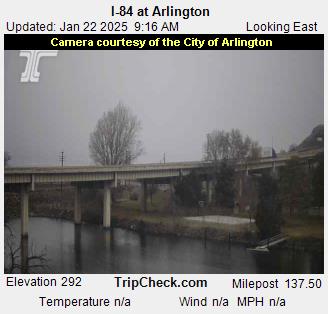 I-84 at Arlington
Updated: Jan 22 2025 9:16 AM Looking East
Camera courtesy of the City of Arlington
Elevation 292 TripCheck.com Milepost 137.50
Temperature n/a Wind n/a MPH n/a